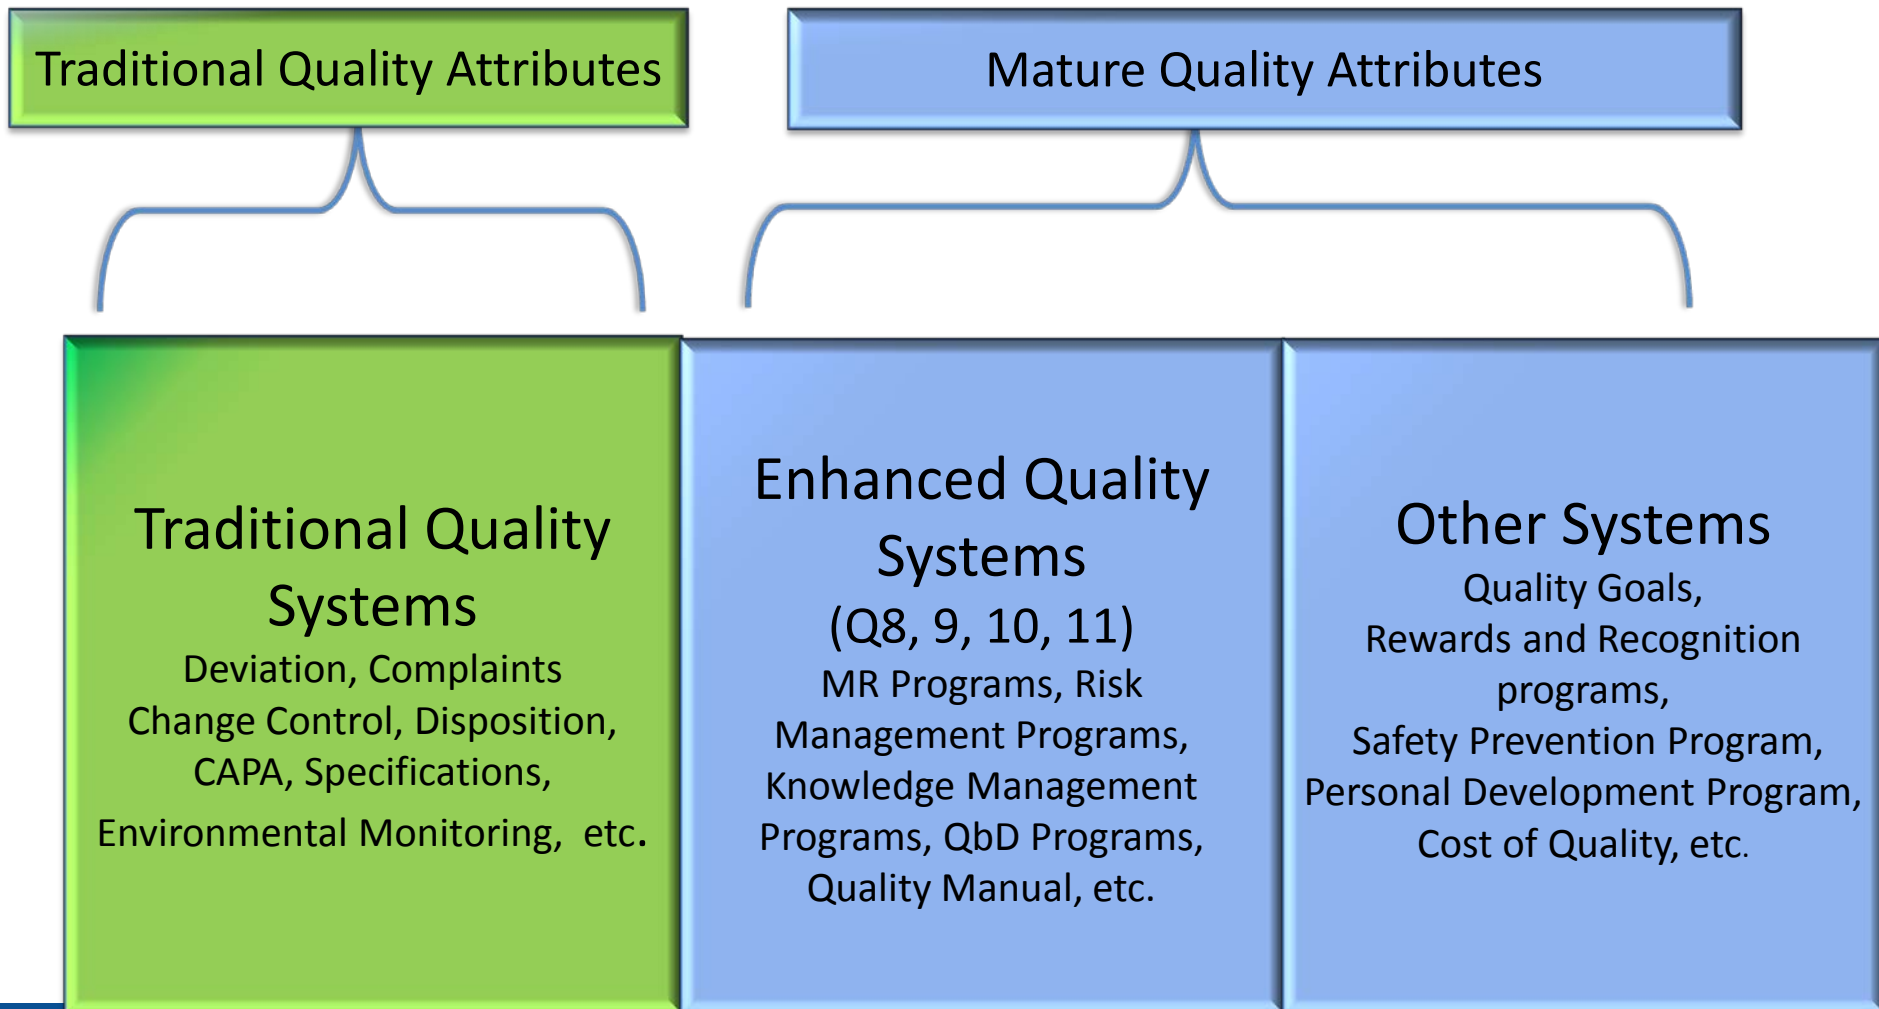 Traditional Quality Attributes
Mature Quality Attributes
Traditional Quality
Systems
Deviation, Complaints
Change Control, Disposition,
CAPA, Specifications,
Environmental Monitoring, etc.
Enhanced Quality
Systems
(Q8, 9, 10, 11)
MR Programs, Risk
Management Programs,
Knowledge Management
Programs, QbD Programs,
Quality Manual, etc.
Other Systems
Quality Goals,
Rewards and Recognition
programs,
Safety Prevention Program,
Personal Development Program,
Cost of Quality, etc.